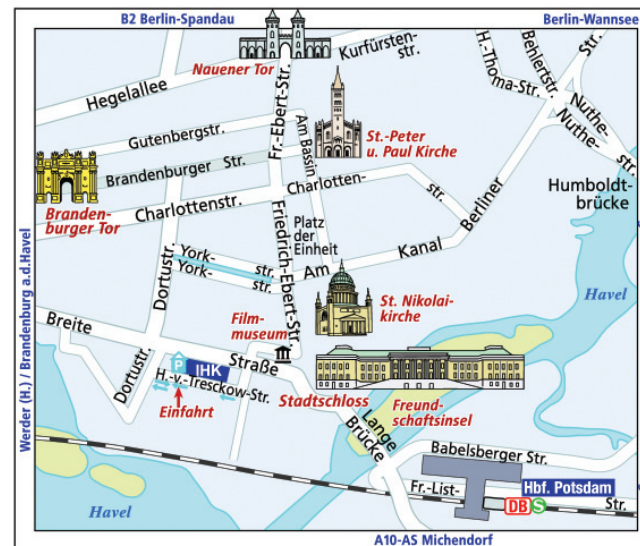 B2 Berlin-Spandau
Berlin-Wannsee
Nauener Tor
Kurfürsten-
str.
H.-Thoma-Str.
Behlertstr.
Str.
Hegelallee
Fr.-Ebert-Str.
Gutenbergstr.
Am Bassin
St.-Peter
u. Paul Kirche
Nuthe-
Nuthe-
str.
Brandenburger Str.
Branden-
burger Tor
Charlottenstr.
Charlotten-
str.
Berliner
Humboldt-
brücke
Platz
der
Einheit
Friedrich-Ebert-Str.
Dortustr.
York-
str.
York-
str.
Am
Kanal
Havel
St. Nikolai-
kirche
Werder (H.) / Brandenburg a.d.Havel
Film-
museum
Breite
Straße
P
IHK
Dortustr.
H.-v.-Tresckow-Str.
Einfahrt
Stadtschloss
Freund-
schaftsinsel
Lange
Brücke
Babelsberger Str.
Fr.-List-
Hbf. Potsdam
DB
S
Str.
Havel
A10-AS Michendorf